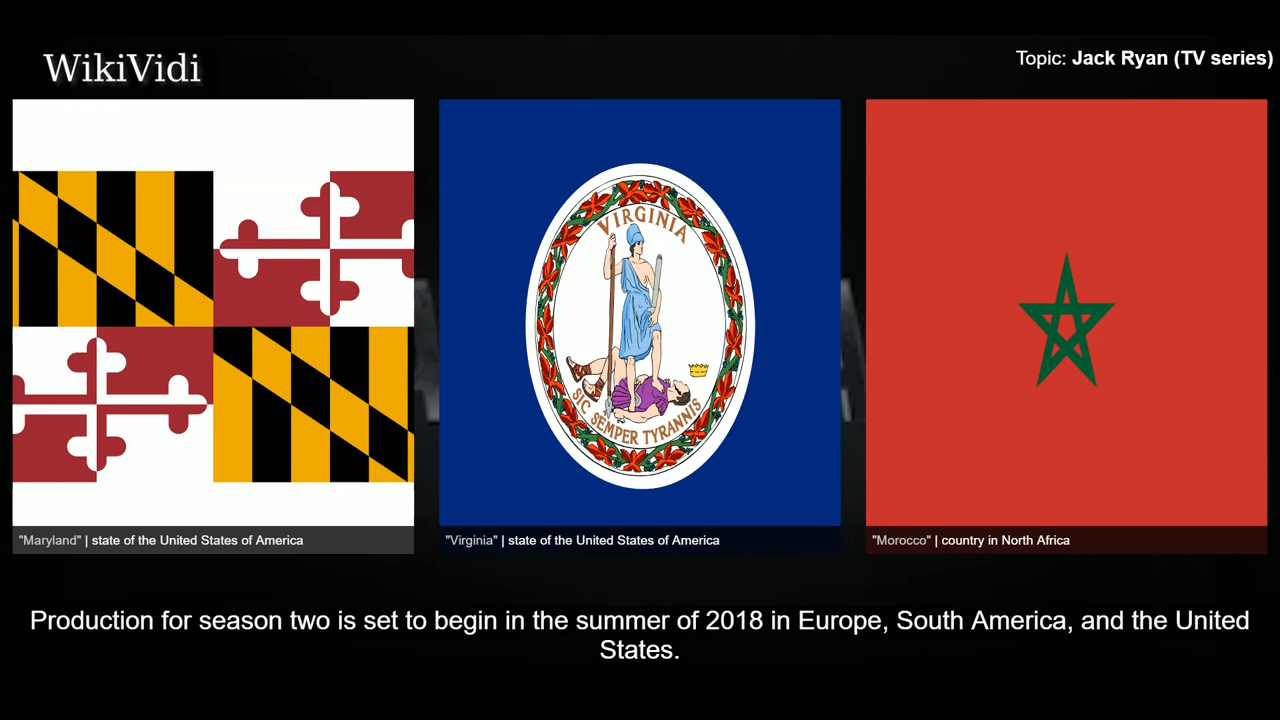 WikiVidi
Topic: Jack Ryan (TV series)
VIRGINIA
SIC SEMPER TYRANNIS
"Maryland" | state of the United States of America
"Virginia" | state of the United States of America
"Morocco" | country in North Africa
Production for season two is set to begin in the summer of 2018 in Europe, South America, and the United
States.